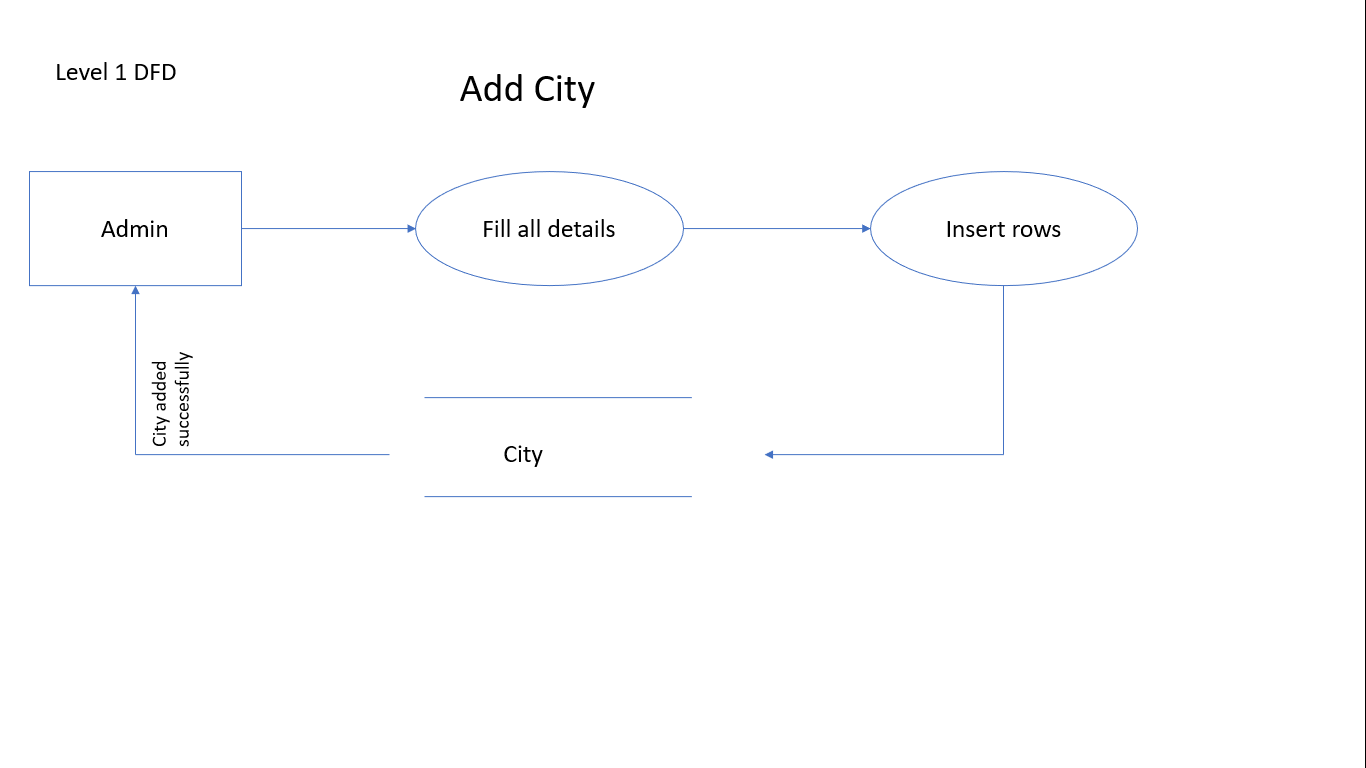 Level 1 DFD
Add City
Admin
Fill all details
Insert rows
City added
successfully
City